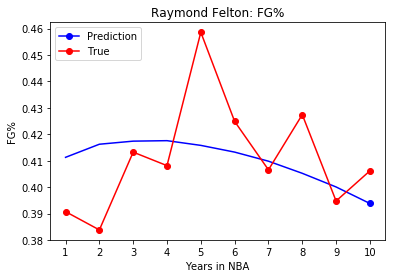 Raymond Felton: FG%
Prediction
True
FG%
0.46
0.45
0.44
0.43
0.42
0.41
0.40
0.39
0.38
1 2 3 4 5 6 7 8 9 10
Years in NBA